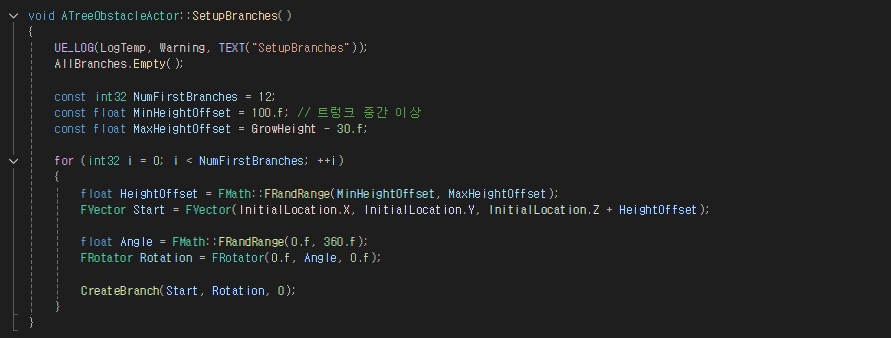 void ATreeObstacleActor::SetupBranches()
{
UE_LOG(LogTemp, Warning, TEXT("SetupBranches"));
AllBranches.Empty();
const int32 NumFirstBranches = 12;
const float MinHeightOffset = 100.f; // 트렁크 중간 이상
const float MaxHeightOffset = GrowHeight - 30.f;
for (int32 i = 0; i < NumFirstBranches; ++i)
{
float HeightOffset = FMath::FRandRange(MinHeightOffset, MaxHeightOffset);
FVector Start = FVector(InitialLocation.X, InitialLocation.Y, InitialLocation.Z + HeightOffset);
float Angle = FMath::FRandRange(0.f, 360.f);
FRotator Rotation = FRotator(0.f, Angle, 0.f);
CreateBranch(Start, Rotation, 0);
}
}